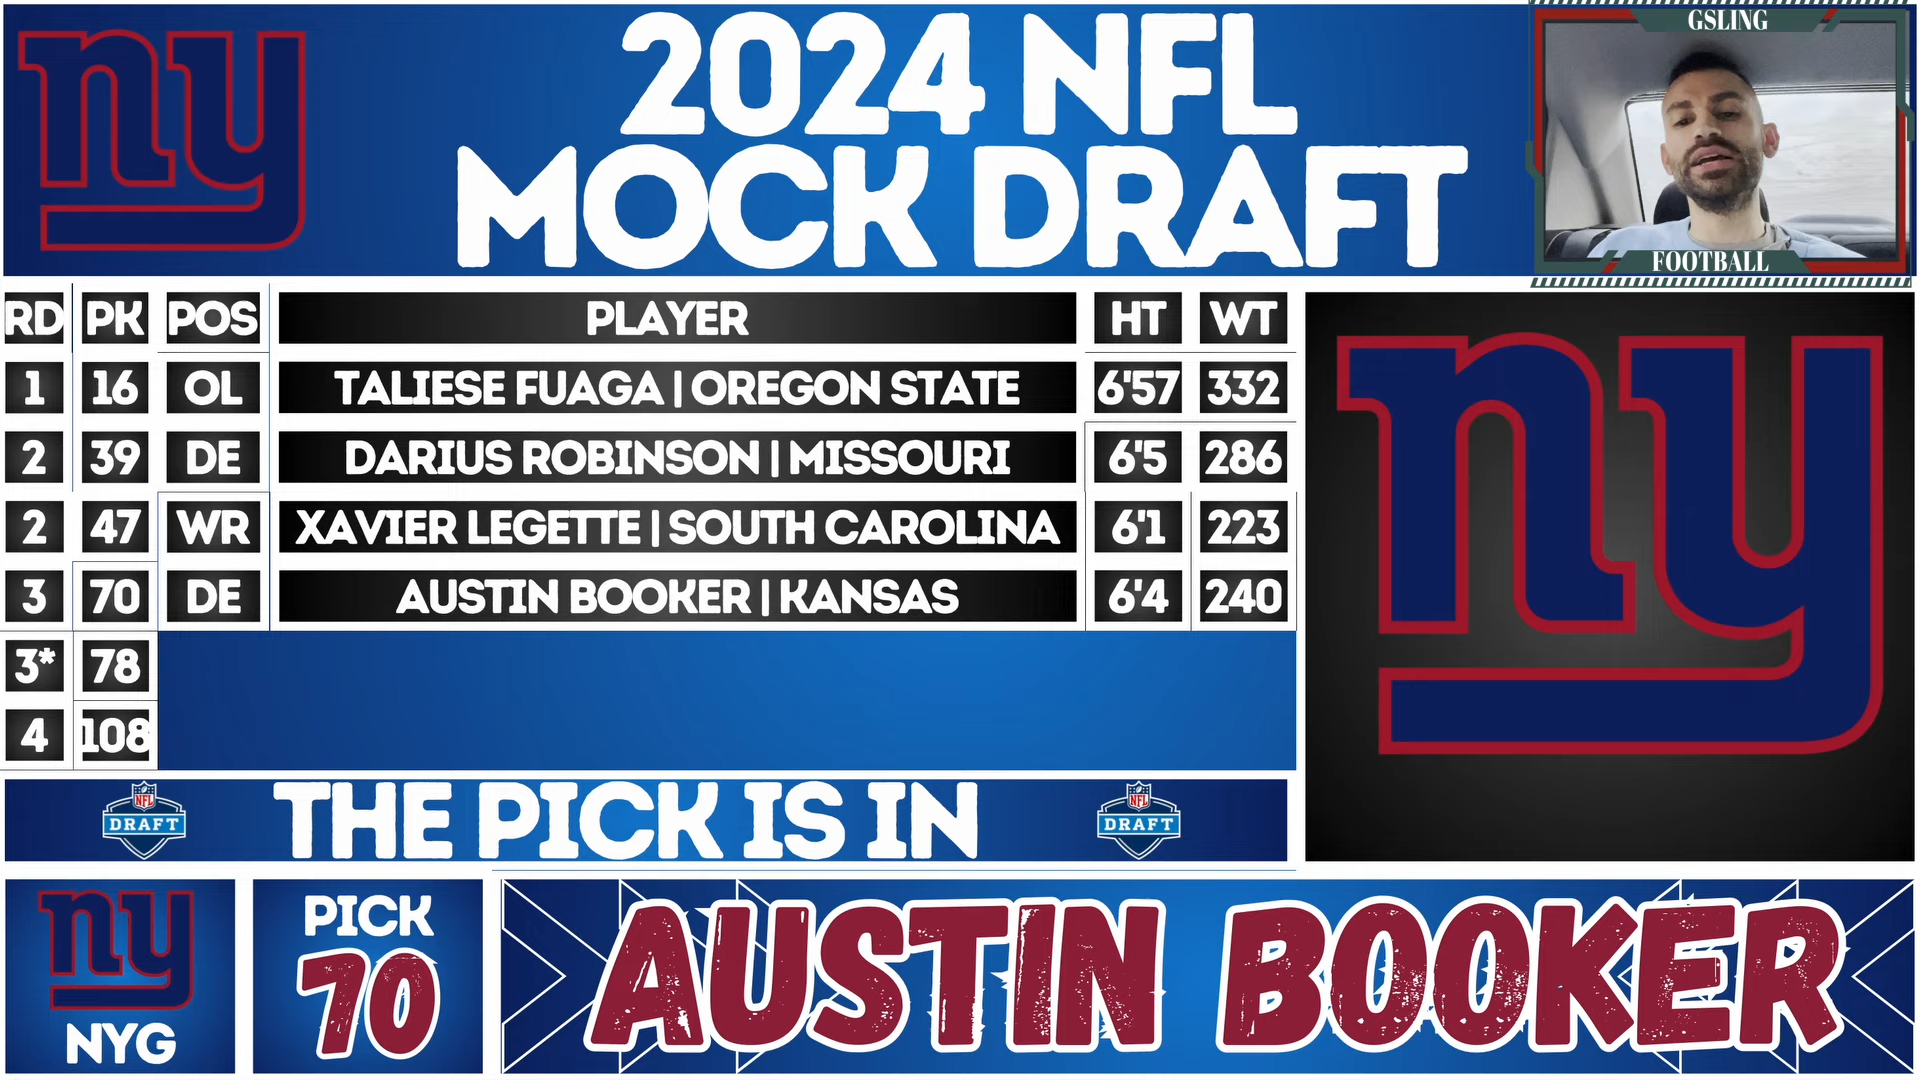 ny
2024 NFL
MOCK DRAFT
GSLING
FOOTBALL
RD PK POS PLAYER HT WT
1 16 OL TALIESE FUAGA | OREGON STATE 6'57 332
2 39 DE DARIUS ROBINSON | MISSOURI 6'5 286
2 47 WR XAVIER LEGETTE | SOUTH CAROLINA 6'1 223
3 70 DE AUSTIN BOOKER | KANSAS 6'4 240
3* 78
4 108
ny
NFL DRAFT
THE PICK IS IN
NFL DRAFT
ny
NYG
PICK
70
AUSTIN BOOKER